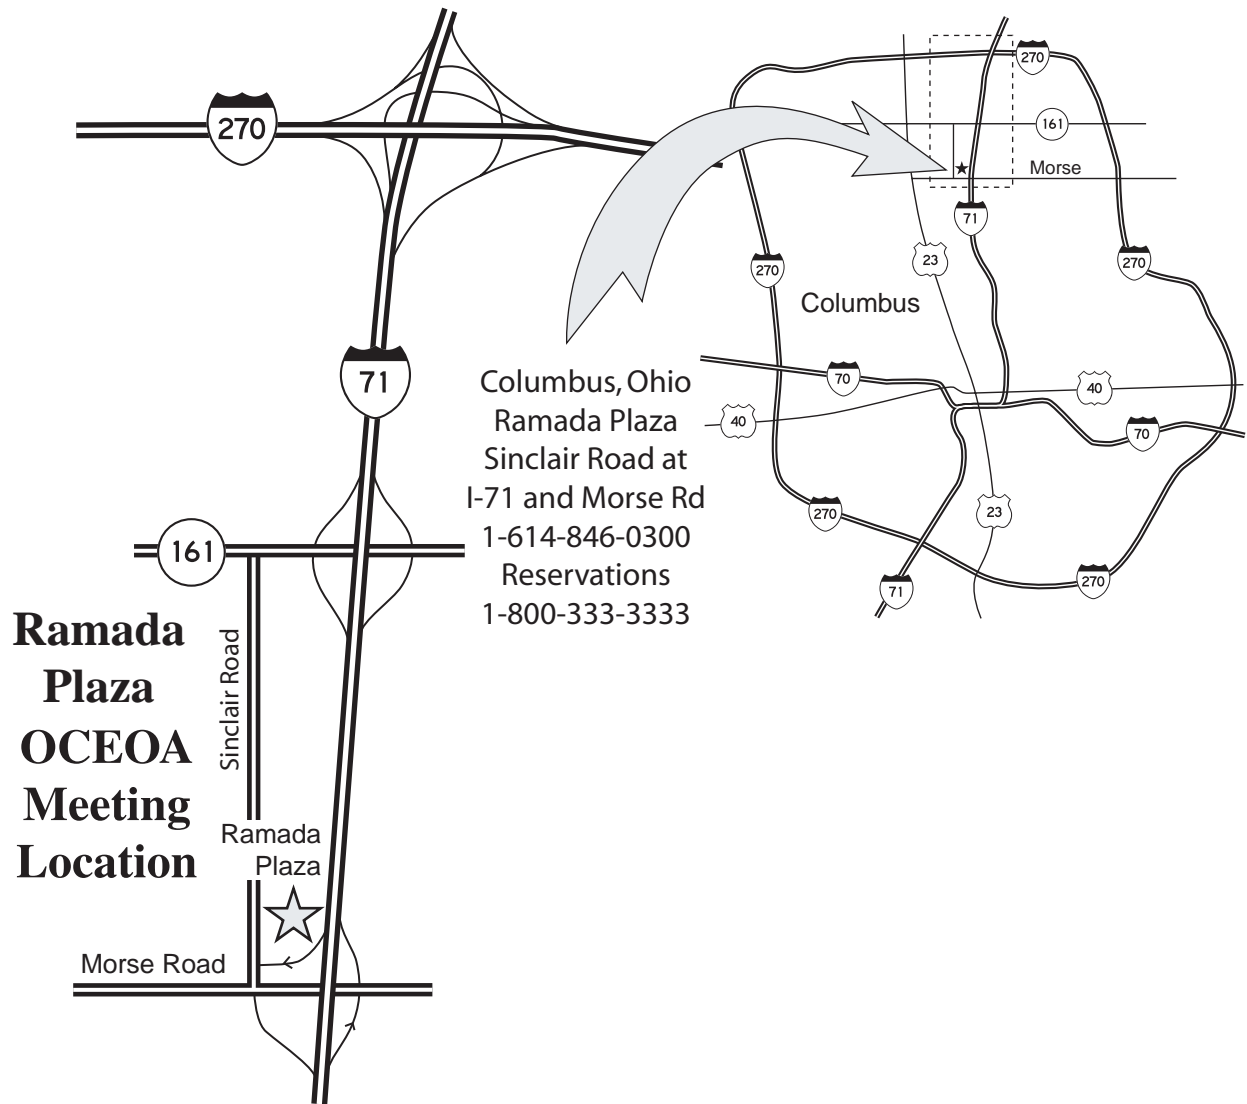 270
71
161
Sinclair Road
Ramada
Plaza
Morse Road
Ramada
Plaza
OCEOA
Meeting
Location
Columbus, Ohio
Ramada Plaza
Sinclair Road at
I-71 and Morse Rd
1-614-846-0300
Reservations
1-800-333-3333
270
161
Morse
71
23
270
270
Columbus
70
40
40
70
270
23
71
270